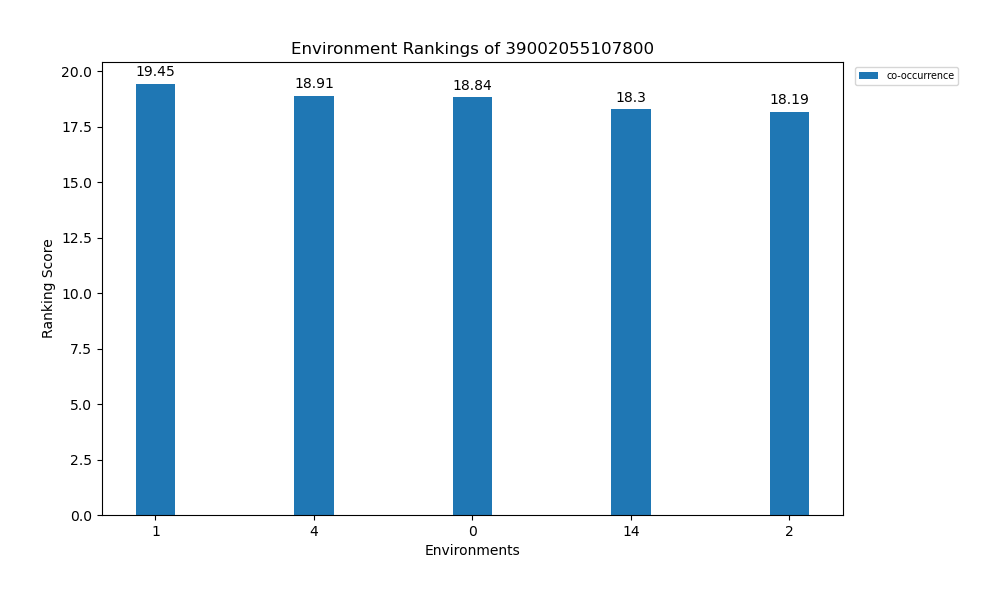 Environment Rankings of 39002055107800
co-occurrence
19.45
18.91
18.84
18.3
18.19
20.0
17.5
15.0
12.5
10.0
7.5
5.0
2.5
0.0
Ranking Score
1 4 0 14 2
Environments